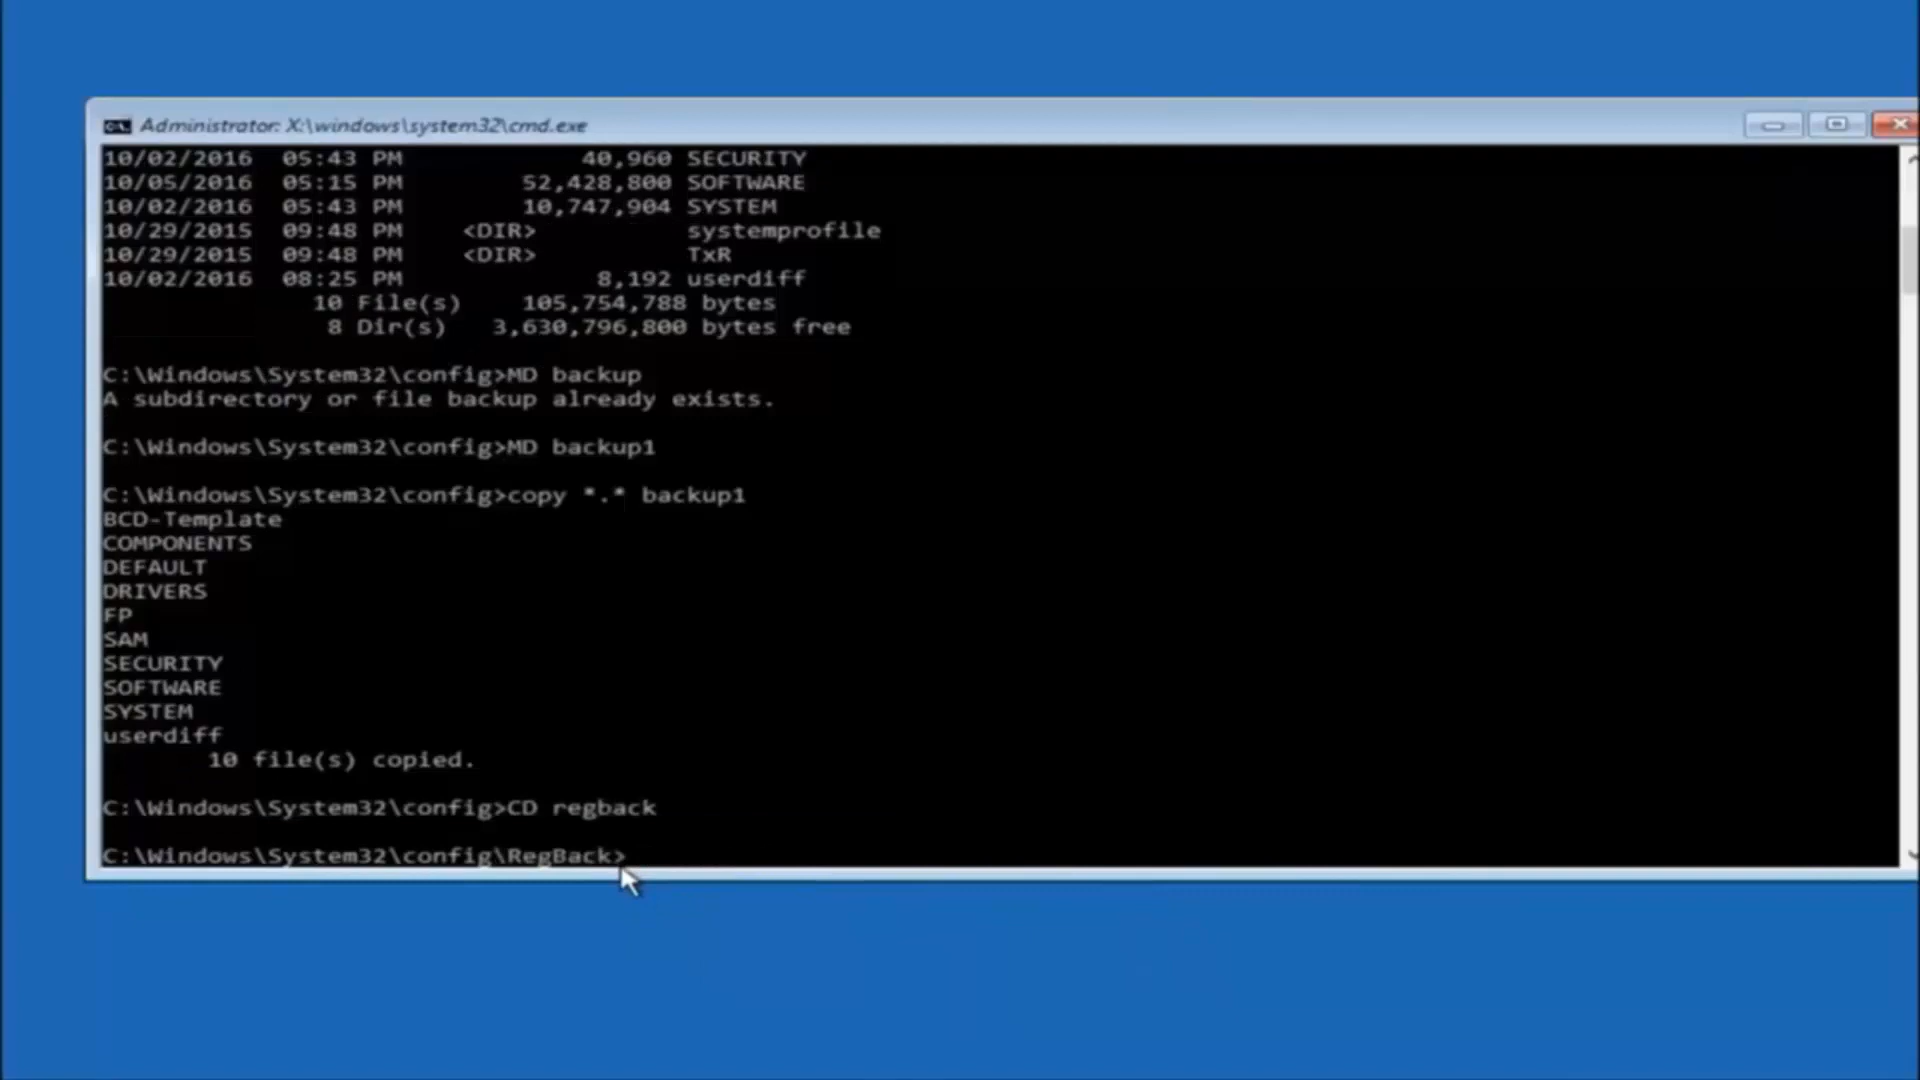 Administrator: X:\windows\system32\cmd.exe
10/02/2016 05:43 PM 40,960 SECURITY
10/05/2016 05:15 PM 52,428,800 SOFTWARE
10/02/2016 05:43 PM 10,747,904 SYSTEM
10/29/2015 09:48 PM <DIR> systemprofile
10/29/2015 09:48 PM <DIR> TxR
10/02/2016 08:25 PM 8,192 userdiff
10 File(s) 105,754,788 bytes
8 Dir(s) 3,630,796,800 bytes free
C:\Windows\System32\config>MD backup
A subdirectory or file backup already exists.
C:\Windows\System32\config>MD backup1
C:\Windows\System32\config>copy *.* backup1
BCD-Template
COMPONENTS
DEFAULT
DRIVERS
FP
SAM
SECURITY
SOFTWARE
SYSTEM
userdiff
10 file(s) copied.
C:\Windows\System32\config>CD regback
C:\Windows\System32\config\RegBack>